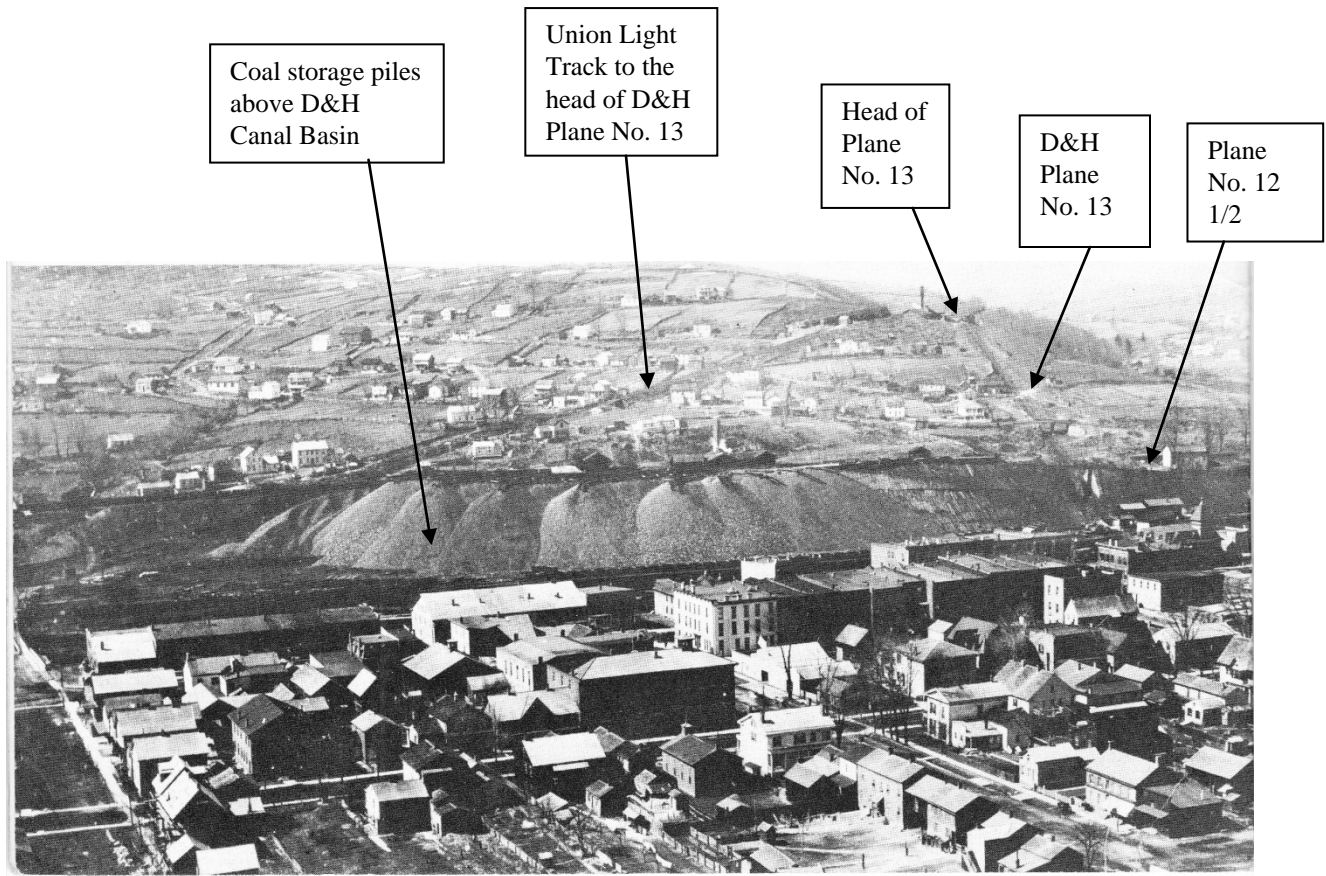 Coal storage piles
above D&H
Canal Basin
Union Light
Track to the
head of D&H
Plane No. 13
Head of
Plane
No. 13
D&H
Plane
No. 13
Plane
No. 12
1/2